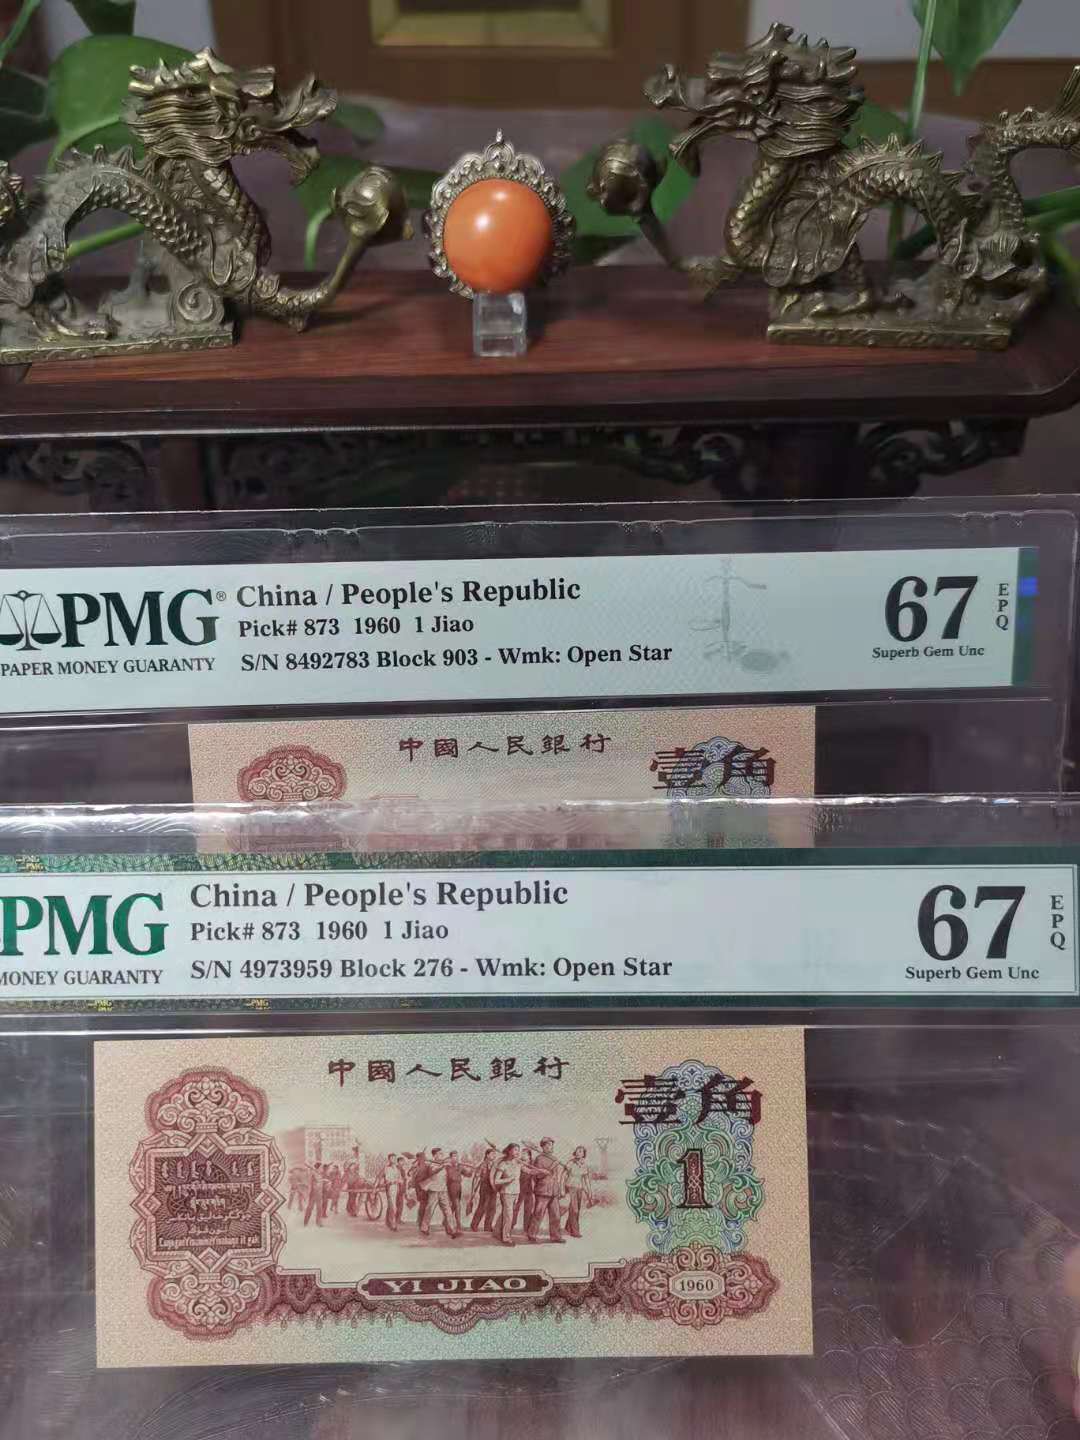 PMG®
PAPER MONEY GUARANTY
China / People's Republic
Pick# 873 1960 1 Jiao
S/N 8492783 Block 903 - Wmk: Open Star
67
EPQ
Superb Gem Unc
中國人民銀行
壹角
PMG
MONEY GUARANTY
China / People's Republic
Pick# 873 1960 1 Jiao
S/N 4973959 Block 276 - Wmk: Open Star
67
EPQ
Superb Gem Unc
中國人民銀行
壹角
1
YI JIAO
1960